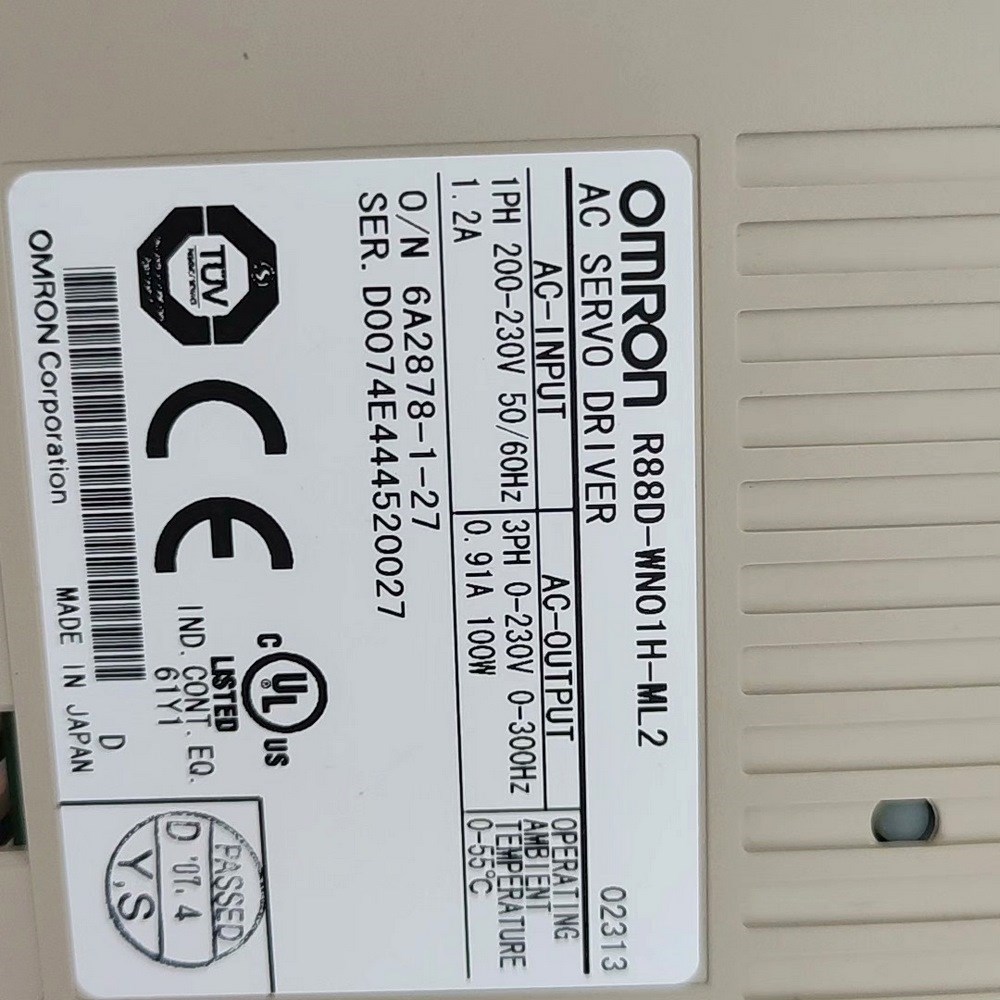 OMRON R88D-WN01H-ML2
02313
AC SERVO DRIVER
AC-INPUT
AC-OUTPUT
OPERATING
AMBIENT
TEMPERATURE
0-55℃
1PH 200-230V 50/60Hz
1.2A
3PH 0-230V 0-300Hz
0.91A 100W
O/N 6A2878-1-27
SER. D0074E444520027
TÜV
CE
C UL US
LISTED
IND. CONT. EQ.
61Y1
D
OMRON Corporation
MADE IN JAPAN
PASSED
D '07.4
Y,S